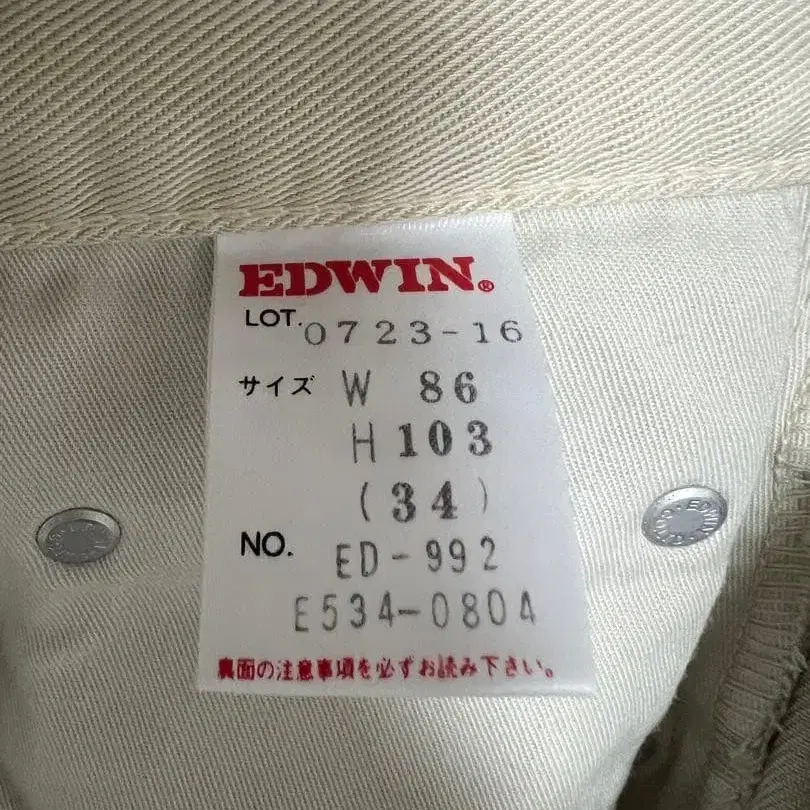 EDWIN®
LOT. 0723-16
サイズ W 86
H 103
(34)
NO. ED-992
E534-0804
裏面の注意事項を必ずお読み下さい。
EDWIN